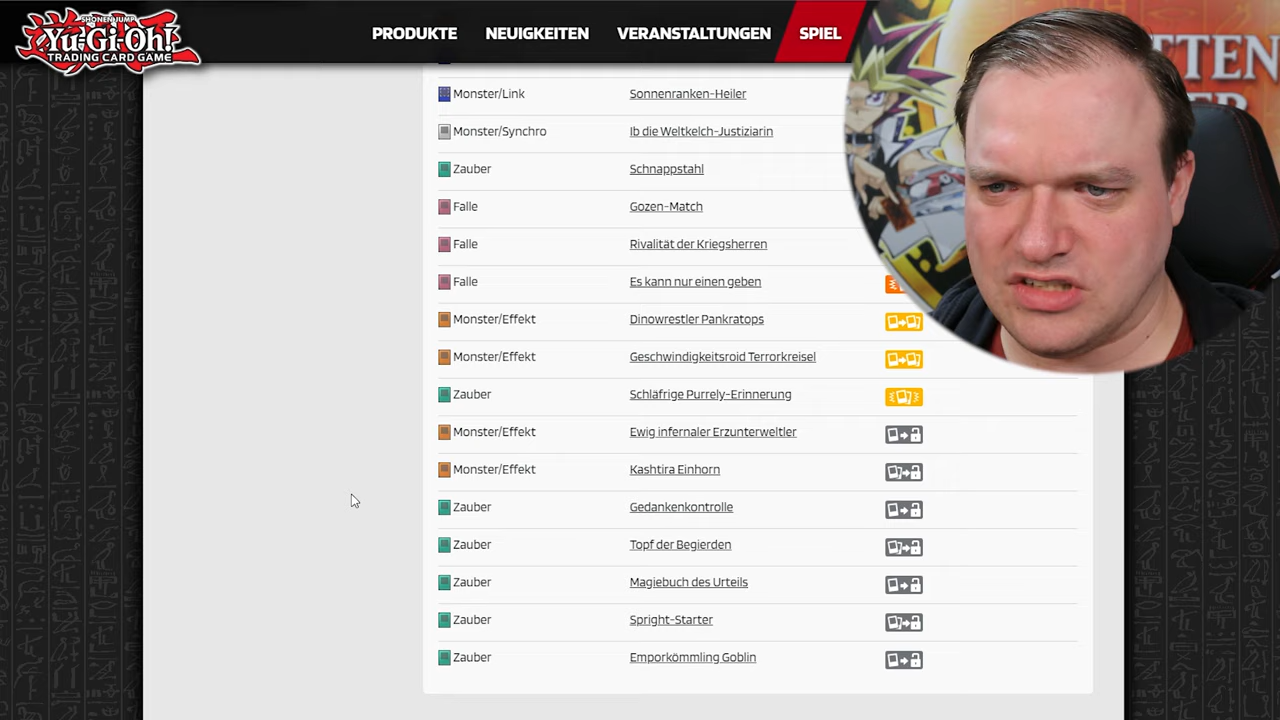 SHONEN JUMP
Yu-Gi-Oh!
TRADING CARD GAME
PRODUKTE NEUIGKEITEN VERANSTALTUNGEN SPIEL
Monster/Link Sonnenranken-Heiler
Monster/Synchro Ib die Weltkelch-Justiziarin
Zauber Schnappstahl
Falle Gozen-Match
Falle Rivalität der Kriegsherren
Falle Es kann nur einen geben
Monster/Effekt Dinowrestler Pankratops
Monster/Effekt Geschwindigkeitsroid Terrorkreisel
Zauber Schläfrige Purrely-Erinnerung
Monster/Effekt Ewig infernaler Erzunterweltler
Monster/Effekt Kashtira Einhorn
Zauber Gedankenkontrolle
Zauber Topf der Begierden
Zauber Magiebuch des Urteils
Zauber Spright-Starter
Zauber Emporkömmling Goblin